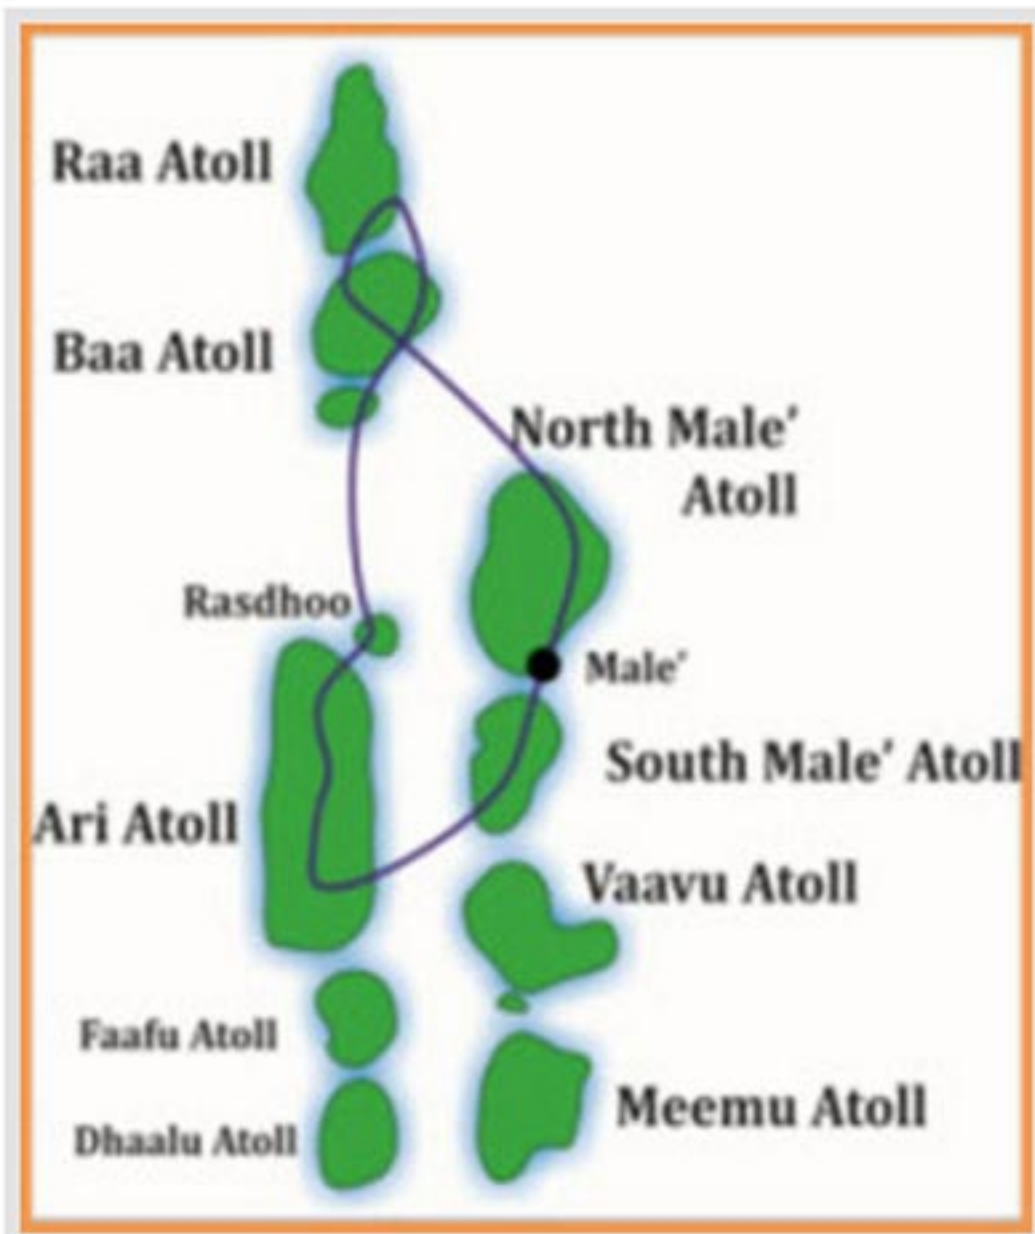 Raa Atoll
Baa Atoll
North Male′
Atoll
Rasdhoo
Male′
South Male′ Atoll
Ari Atoll
Vaavu Atoll
Faafu Atoll
Meemu Atoll
Dhaalu Atoll